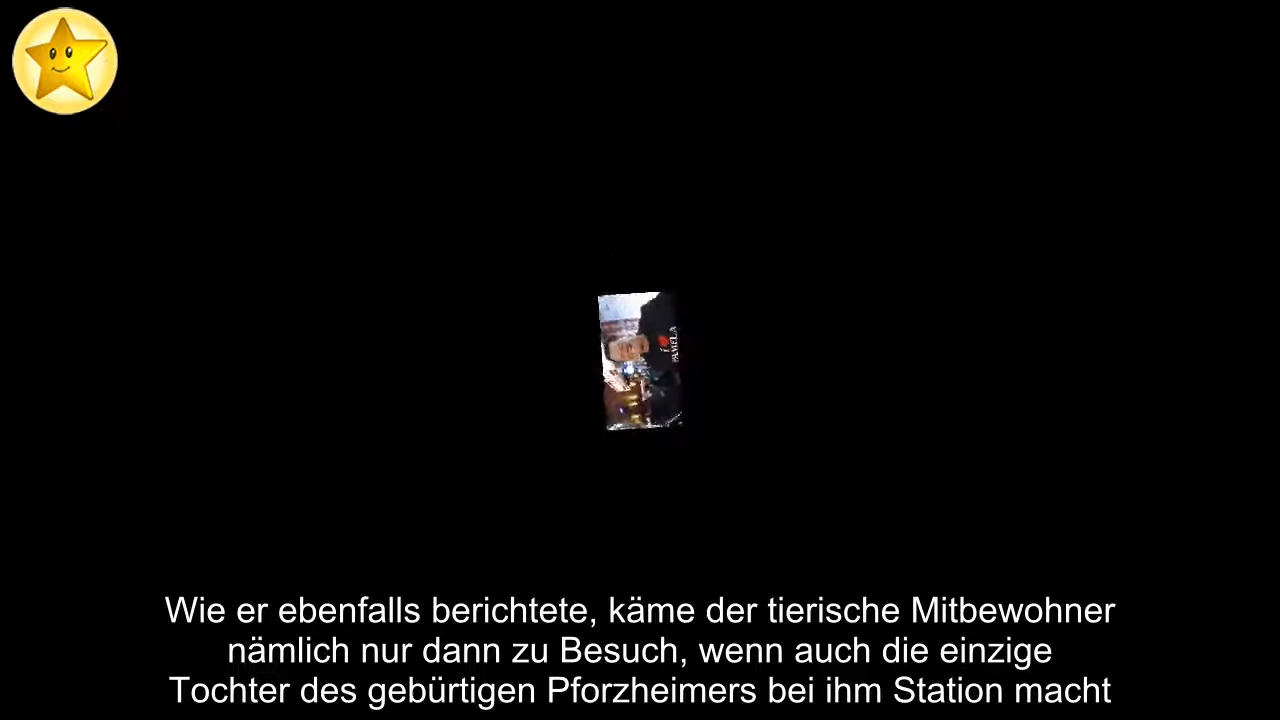 PAMELA
Wie er ebenfalls berichtete, käme der tierische Mitbewohner
nämlich nur dann zu Besuch, wenn auch die einzige
Tochter des gebürtigen Pforzheimers bei ihm Station macht